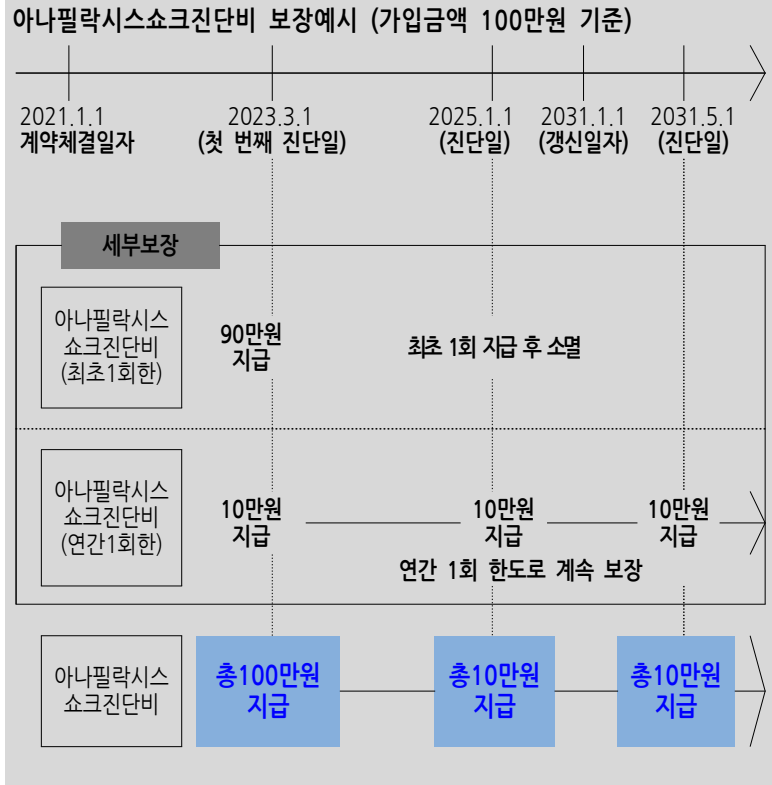 아나필락시스쇼크진단비 보장예시 (가입금액 100만원 기준)
2021.1.1 2023.3.1 2025.1.1 2031.1.1 2031.5.1
계약체결일자 (첫 번째 진단일) (진단일) (갱신일자) (진단일)
세부보장
아나필락시스
쇼크진단비
(최초1회한)
90만원
지급
최초 1회 지급 후 소멸
아나필락시스
쇼크진단비
(연간1회한)
10만원
지급
10만원
지급
10만원
지급
연간 1회 한도로 계속 보장
아나필락시스
쇼크진단비
총100만원
지급
총10만원
지급
총10만원
지급